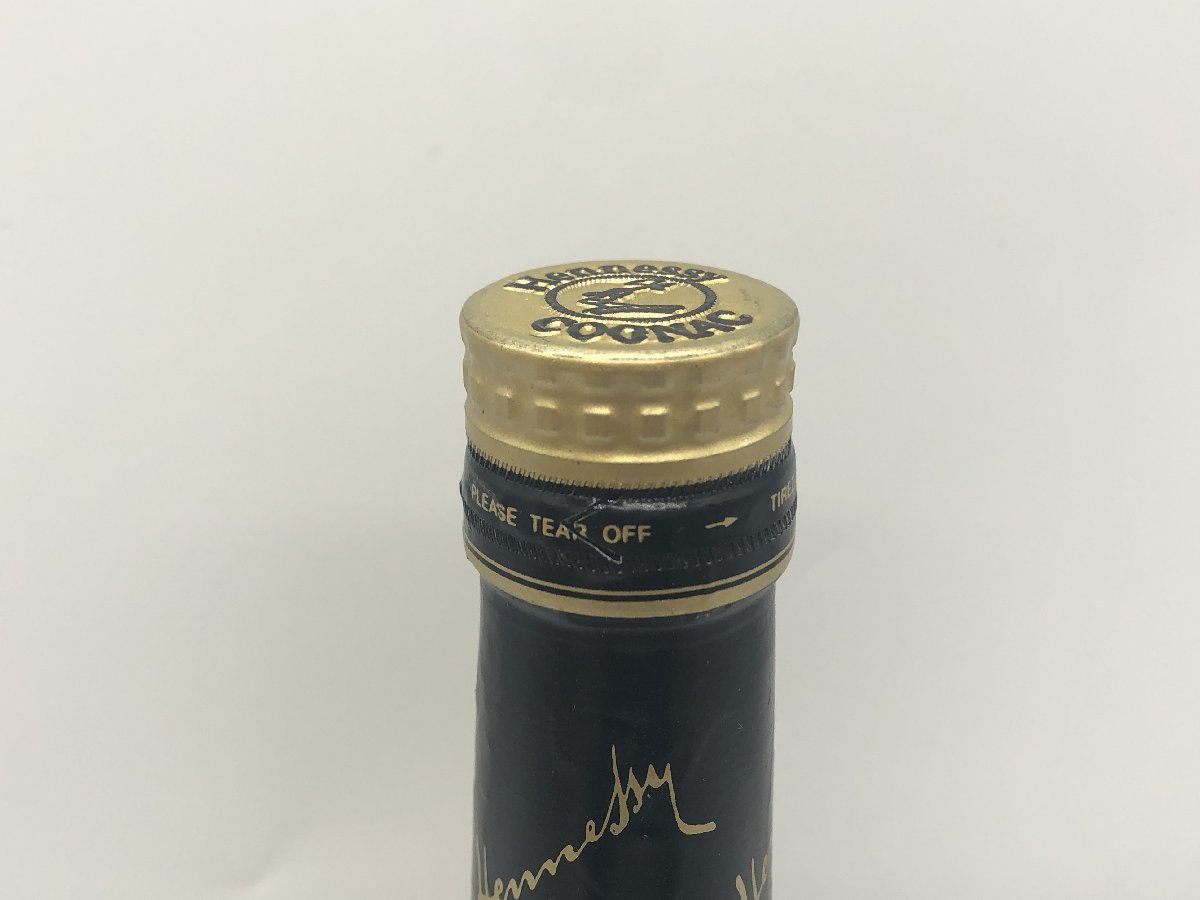 Hennessy
COGNAC
PLEASE TEAR OFF →
Hennessy